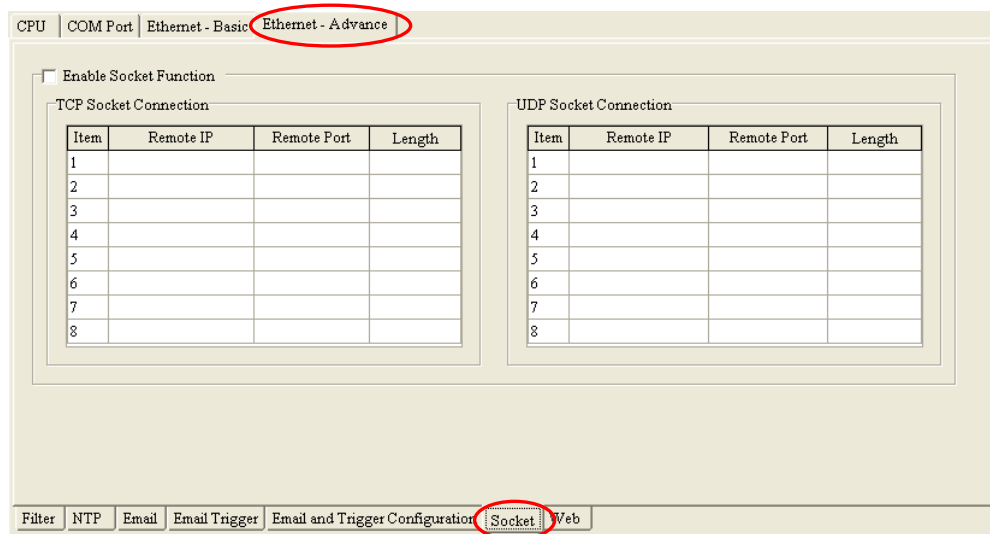 CPU COM Port Ethernet - Basic Ethernet - Advance
Enable Socket Function
TCP Socket Connection
Item Remote IP Remote Port Length
1
2
3
4
5
6
7
8
UDP Socket Connection
Item Remote IP Remote Port Length
1
2
3
4
5
6
7
8
Filter NTP Email Email Trigger Email and Trigger Configuration Socket Web